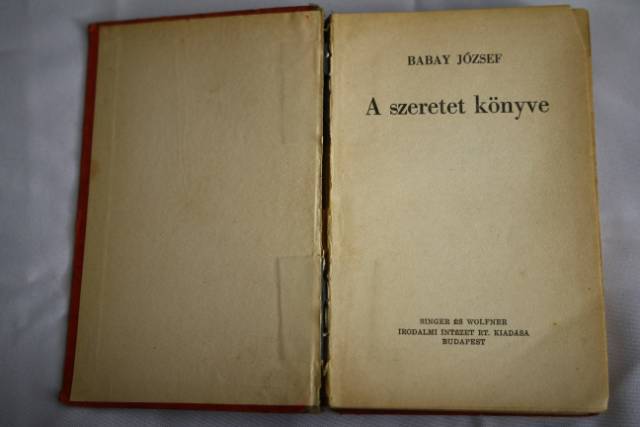 BABAY JÓZSEF
A szeretet könyve
SINGER ÉS WOLFNER
IRODALMI INTÉZET RT. KIADÁSA
BUDAPEST